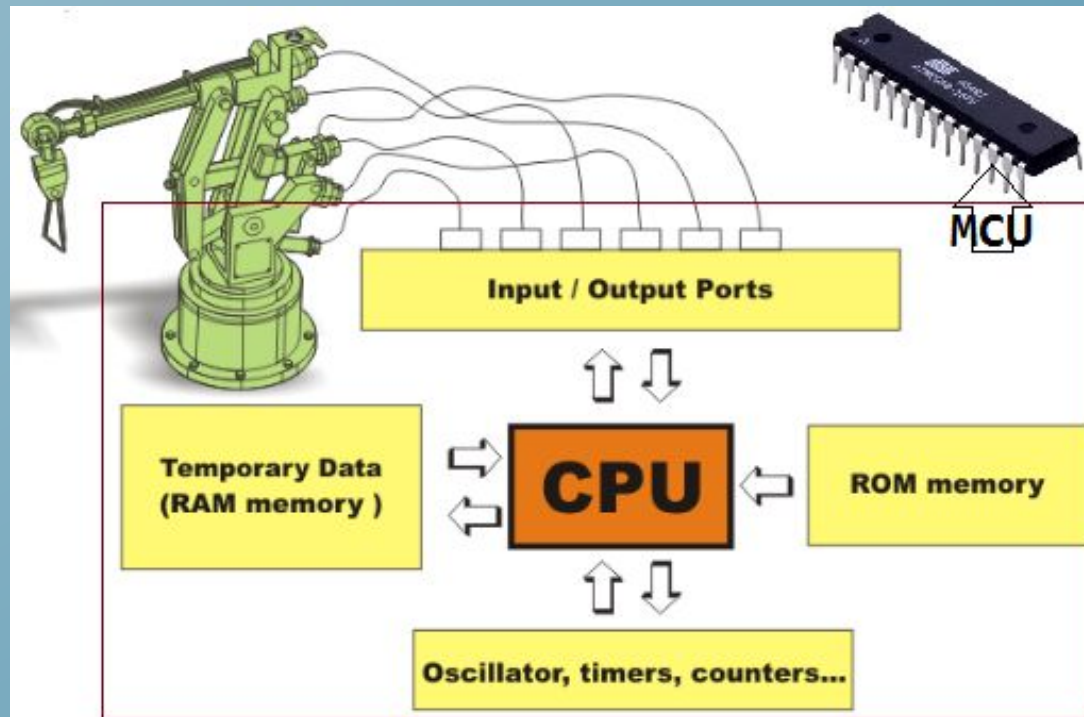 MCU
Input / Output Ports
Temporary Data
(RAM memory )
CPU
ROM memory
Oscillator, timers, counters...